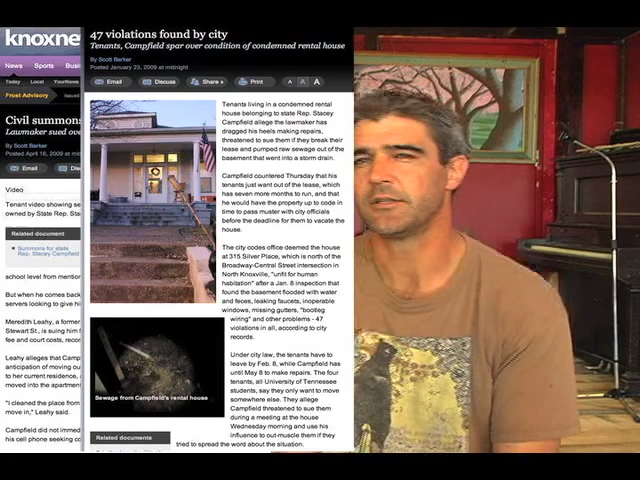 knoxne
News Sports Busi
Today Local YourNews
Frost Advisory Issued
Civil summons
Lawmaker sued ove
By Scott Barker
Posted April 16, 2009 at mid
Email Dis
Video
Tenant video showing se
owned by State Rep. Sta
Related document
Summons for state
Rep. Stacey Campfield
school level from mention
But when he comes back
servers looking to give hi
Meredith Leahy, a former
Stewart St., is suing him f
fee and court costs, recor
Leahy alleges that Camp
anticipation of moving ou
to her current residence, a
moved into the apartmen
"I cleaned the place from
move in," Leahy said.
Campfield did not immed
his cell phone seeking co
47 violations found by city
Tenants, Campfield spar over condition of condemned rental house
By Scott Barker
Posted January 23, 2009 at midnight
Email Discuss Share » Print A A A
Tenants living in a condemned rental
house belonging to state Rep. Stacey
Campfield allege the lawmaker has
dragged his heels making repairs,
threatened to sue them if they break their
lease and pumped raw sewage out of the
basement that went into a storm drain.
Campfield countered Thursday that his
tenants just want out of the lease, which
has seven more months to run, and that
he would have the property up to code in
time to pass muster with city officials
before the deadline for them to vacate the
house.
The city codes office deemed the house
at 315 Silver Place, which is north of the
Broadway-Central Street intersection in
North Knoxville, "unfit for human
habitation" after a Jan. 8 inspection that
found the basement flooded with water
and feces, leaking faucets, inoperable
windows, missing gutters, "bootleg
wiring" and other problems - 47
violations in all, according to city
records.
Under city law, the tenants have to
leave by Feb. 8, while Campfield has
until May 8 to make repairs. The four
tenants, all University of Tennessee
students, say they only want to move
somewhere else. They allege
Campfield threatened to sue them
during a meeting at the house
Wednesday morning and use his
influence to out-muscle them if they
tried to spread the word about the situation.
Sewage from Campfield's rental house
Related documents